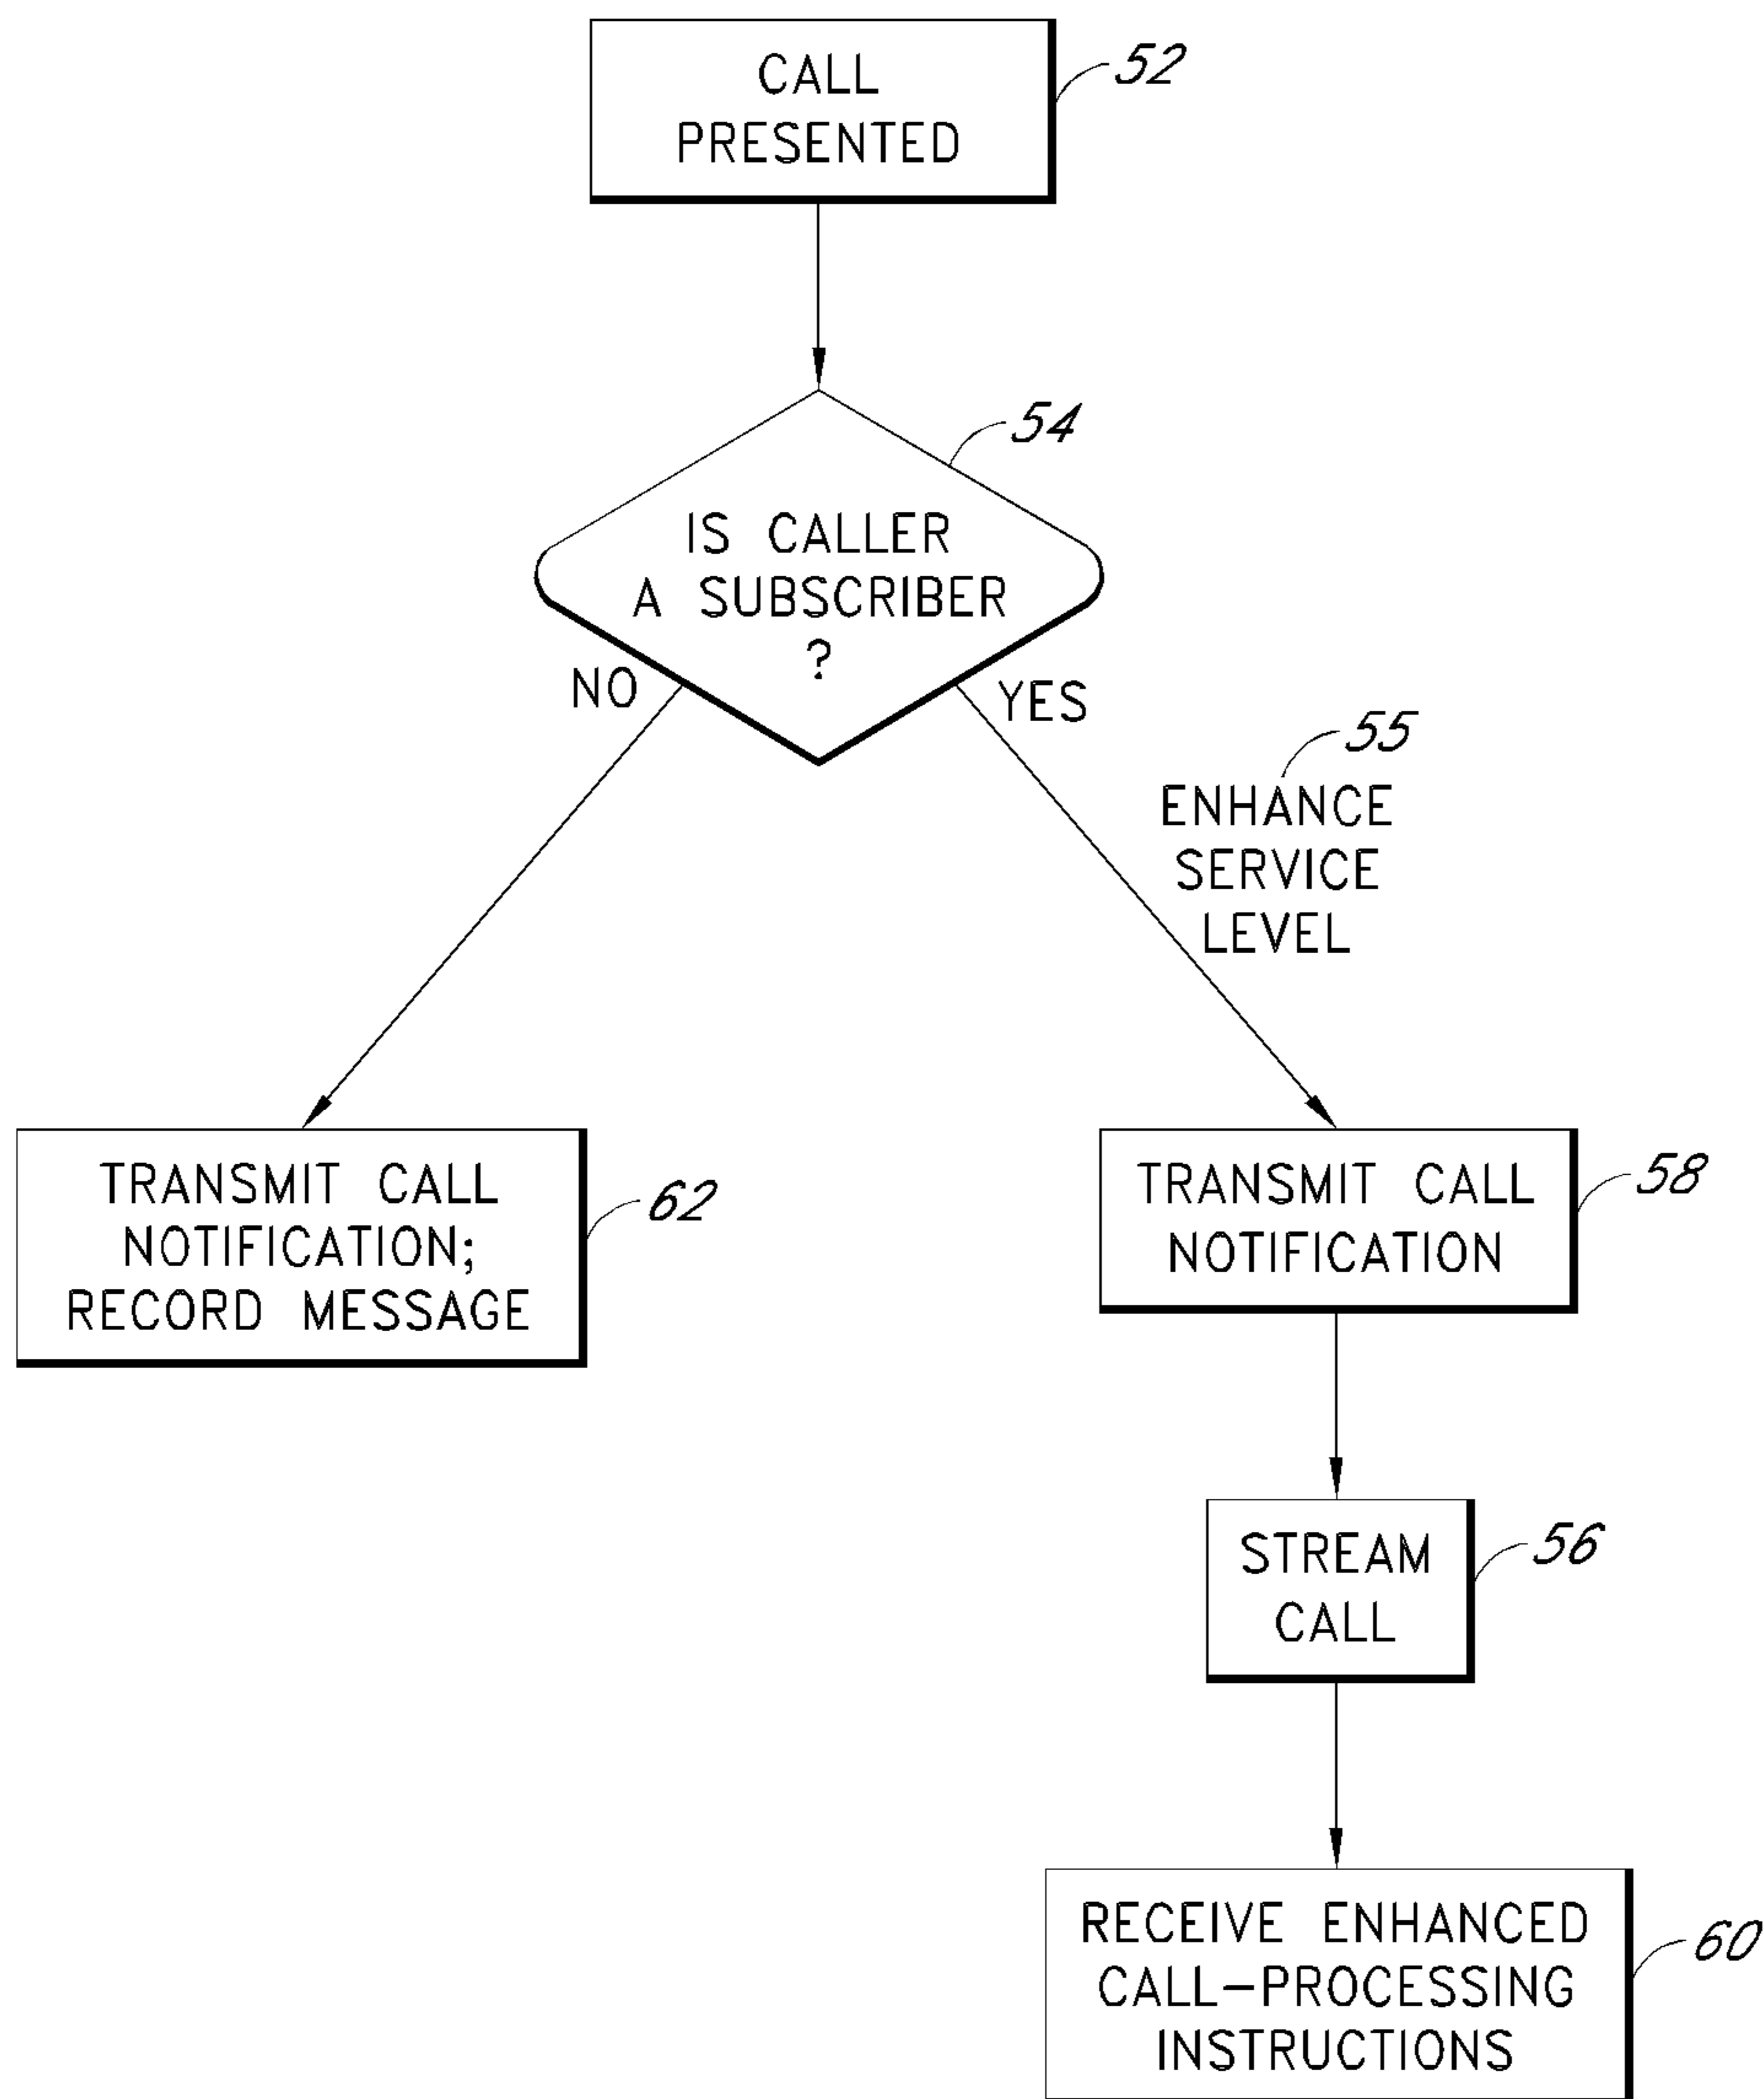 CALL
PRESENTED
52
54
IS CALLER
A SUBSCRIBER
?
NO
YES
55
ENHANCE
SERVICE
LEVEL
TRANSMIT CALL
NOTIFICATION;
RECORD MESSAGE
62
TRANSMIT CALL
NOTIFICATION
58
STREAM
CALL
56
RECEIVE ENHANCED
CALL-PROCESSING
INSTRUCTIONS
60